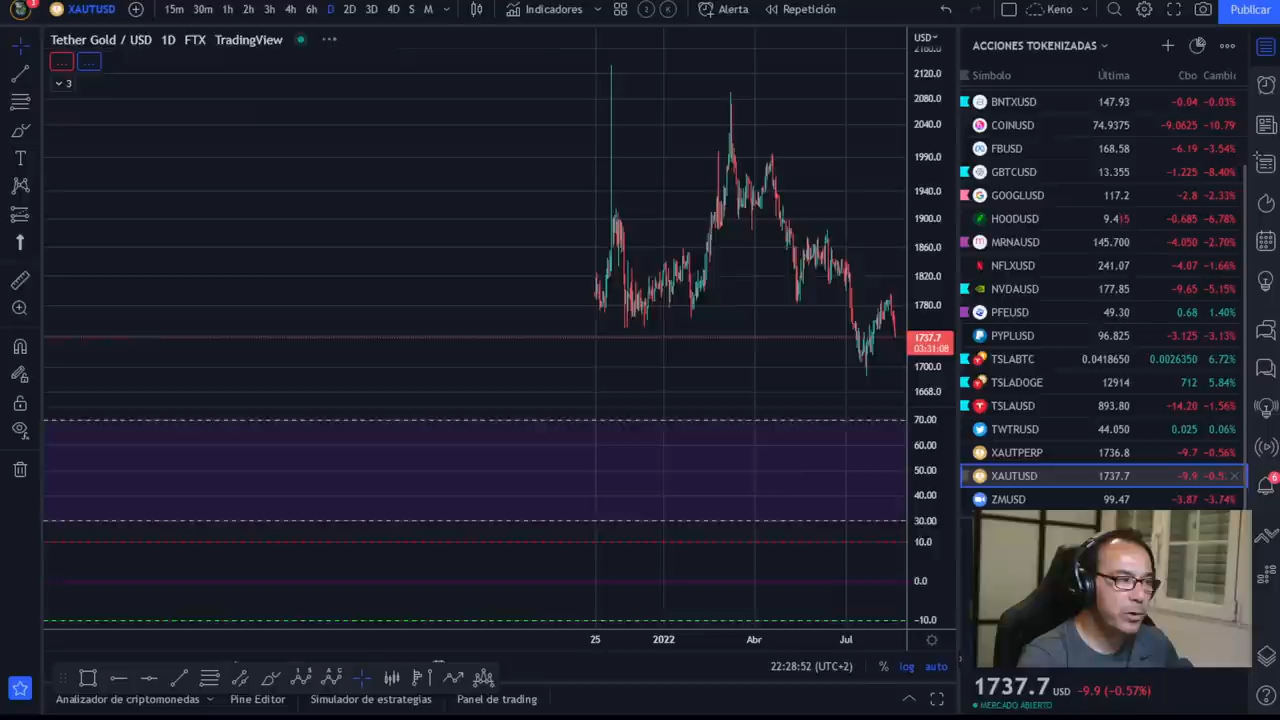 XAUTUSD 15m 30m 1h 2h 3h 4h 6h D 2D 3D 4D S M Indicadores Alerta Repetición Keno Publicar
Tether Gold / USD 1D FTX TradingView
... ...
3
USD
2160.0
2120.0
2080.0
2040.0
1990.0
1940.0
1900.0
1860.0
1820.0
1780.0
1737.7
03:31:08
1700.0
1668.0
70.00
60.00
50.00
40.00
30.00
10.0
0.0
−10.0
25 2022 Abr Jul
22:28:52 (UTC+2) % log auto
Analizador de criptomonedas Pine Editor Simulador de estrategias Panel de trading
ACCIONES TOKENIZADAS
Símbolo Última Cbo Cambio
BNTXUSD 147.93 −0.04 −0.03%
COINUSD 74.9375 −9.0625 −10.79
FBUSD 168.58 −6.19 −3.54%
GBTCUSD 13.355 −1.225 −8.40%
GOOGLUSD 117.2 −2.8 −2.33%
HOODUSD 9.415 −0.685 −6.78%
MRNAUSD 145.700 −4.050 −2.70%
NFLXUSD 241.07 −4.07 −1.66%
NVDAUSD 177.85 −9.65 −5.15%
PFEUSD 49.30 0.68 1.40%
PYPLUSD 96.825 −3.125 −3.13%
TSLABTC 0.0418650 0.0026350 6.72%
TSLADOGE 12914 712 5.84%
TSLAUSD 893.80 −14.20 −1.56%
TWTRUSD 44.050 0.025 0.06%
XAUTPERP 1736.8 −9.7 −0.56%
XAUTUSD 1737.7 −9.9 −0.5
ZMUSD 99.47 −3.87 −3.74%
6
1737.7 USD −9.9 (−0.57%)
MERCADO ABIERTO